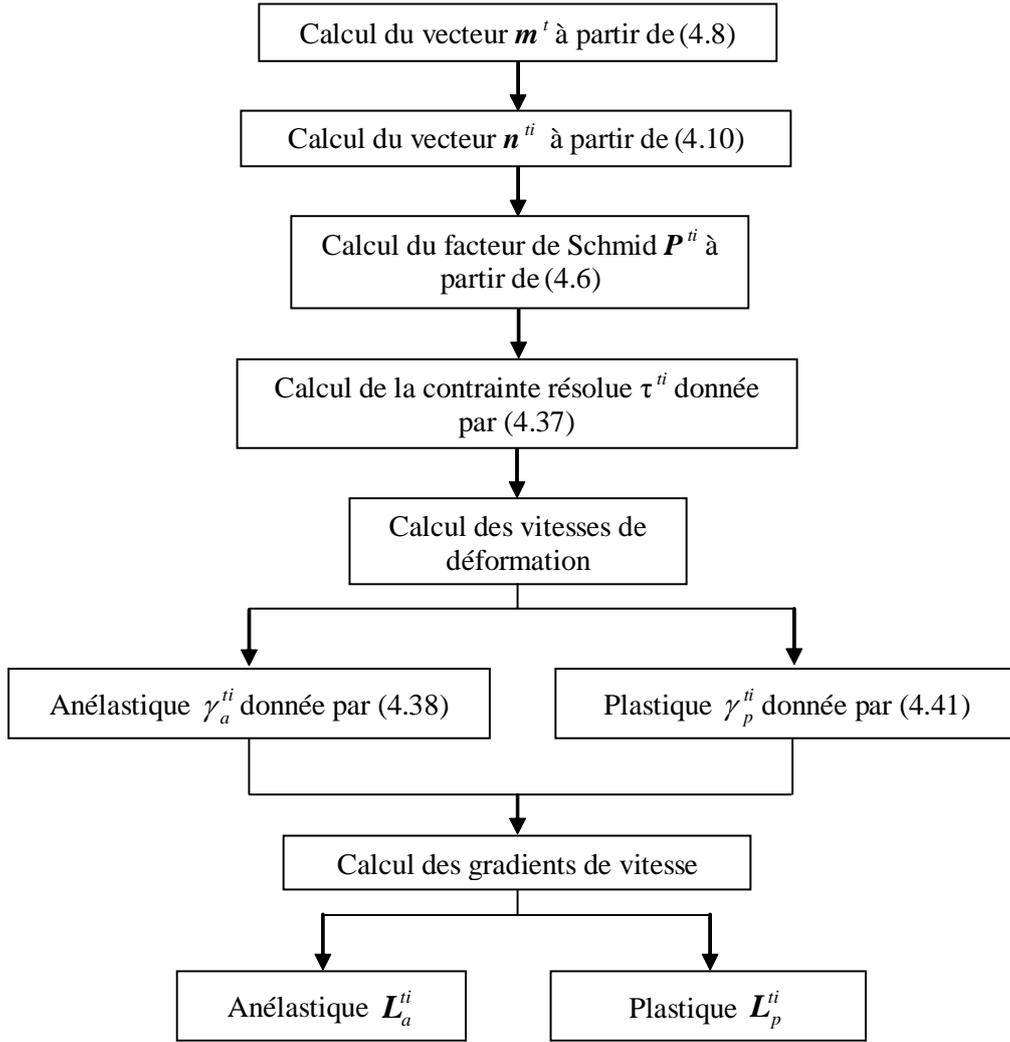 Calcul du vecteur m^t à partir de (4.8)
Calcul du vecteur n^ti à partir de (4.10)
Calcul du facteur de Schmid P^ti à
partir de (4.6)
Calcul de la contrainte résolue τ^ti donnée
par (4.37)
Calcul des vitesses de
déformation
Anélastique γ_a^ti donnée par (4.38)
Plastique γ_p^ti donnée par (4.41)
Calcul des gradients de vitesse
Anélastique L_a^ti
Plastique L_p^ti